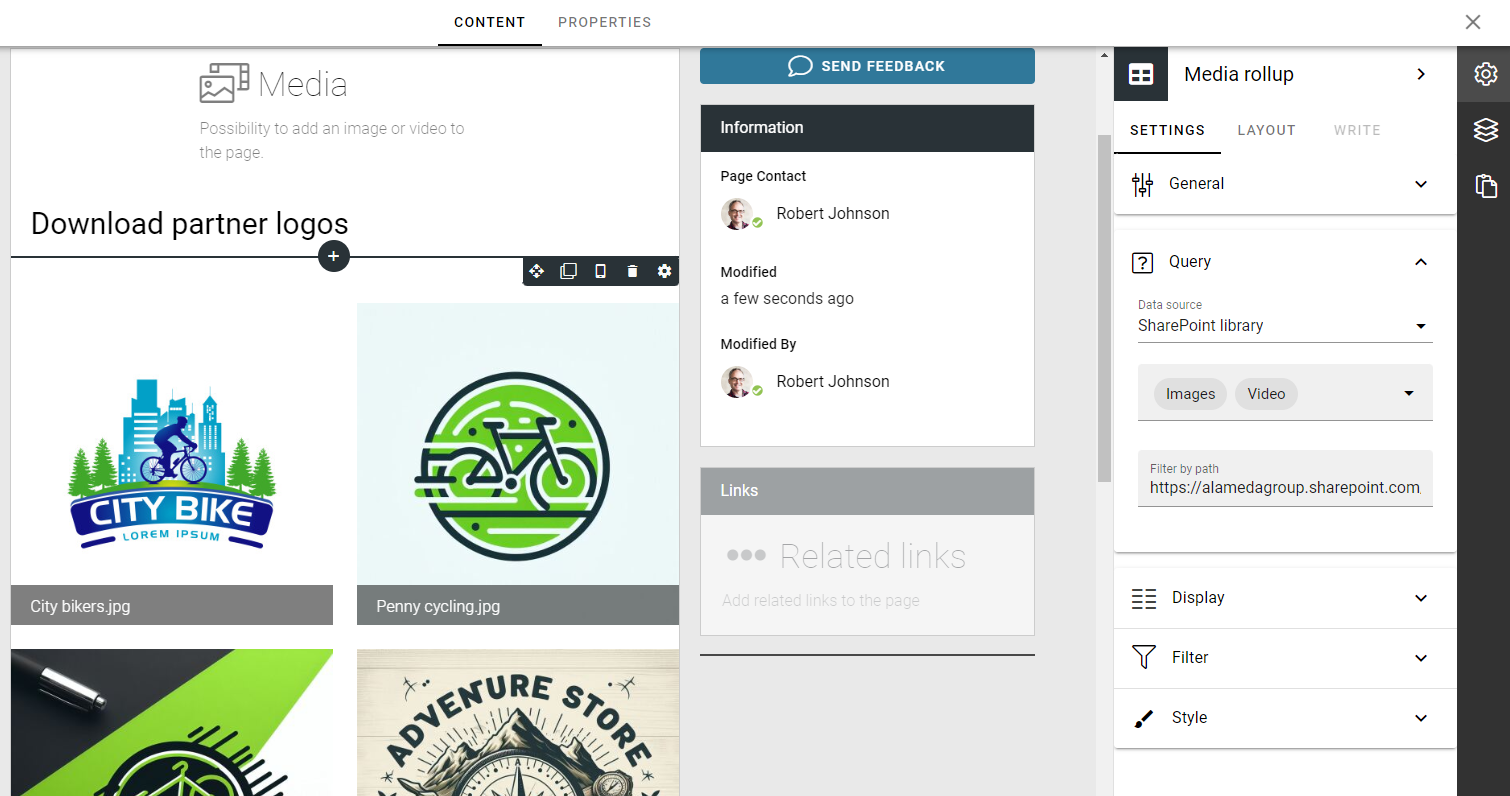 CONTENT
PROPERTIES
Media
Possibility to add an image or video to
the page.
Download partner logos
CITY BIKE
LOREM IPSUM
City bikers.jpg
Penny cycling.jpg
ADVENURE STORE
SEND FEEDBACK
Information
Page Contact
Robert Johnson
Modified
a few seconds ago
Modified By
Robert Johnson
Links
Related links
Add related links to the page
Media rollup
SETTINGS
LAYOUT
WRITE
General
Query
Data source
SharePoint library
Images
Video
Filter by path
https://alamedagroup.sharepoint.com
Display
Filter
Style